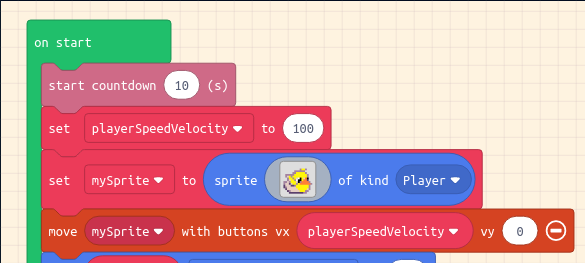 on start
start countdown 10 (s)
set playerSpeedVelocity to 100
set mySprite to sprite of kind Player
move mySprite with buttons vx playerSpeedVelocity vy 0